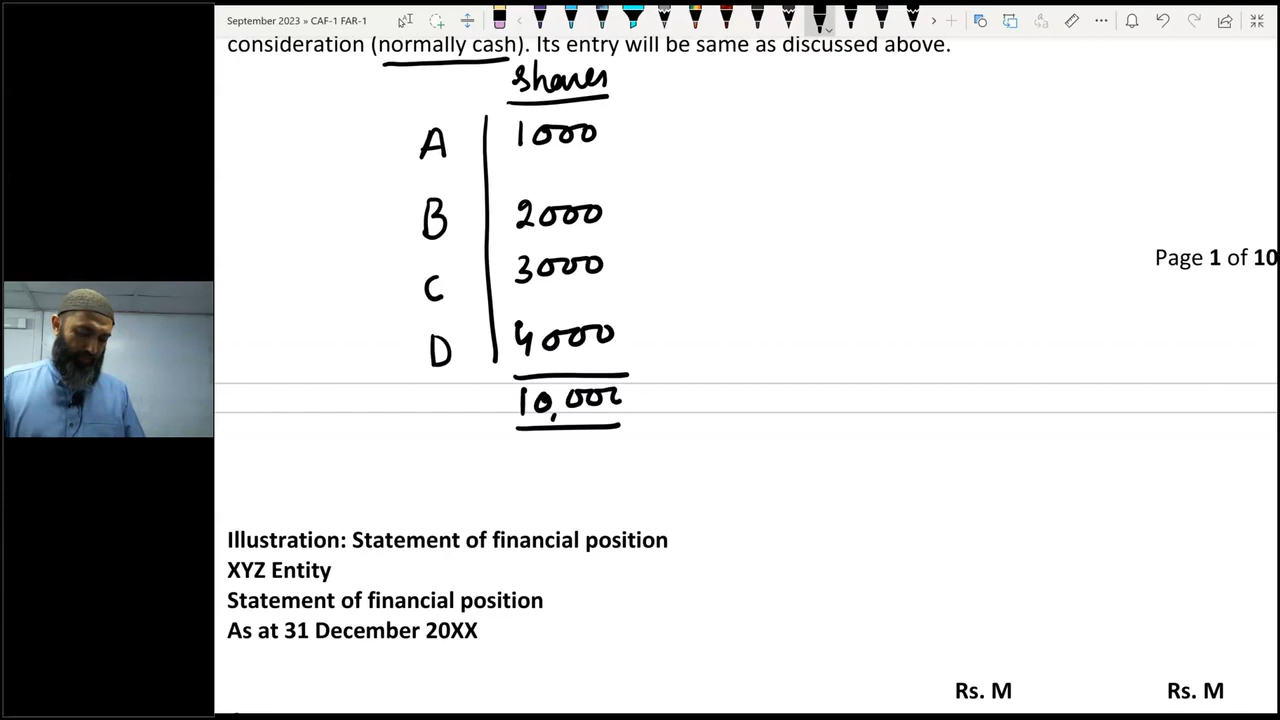 September 2023 » CAF-1 FAR-1
consideration (normally cash). Its entry will be same as discussed above.
Shares
A 1000
B 2000
C 3000
D 4000
10,000
Page 1 of 10
Illustration: Statement of financial position
XYZ Entity
Statement of financial position
As at 31 December 20XX
Rs. M Rs. M